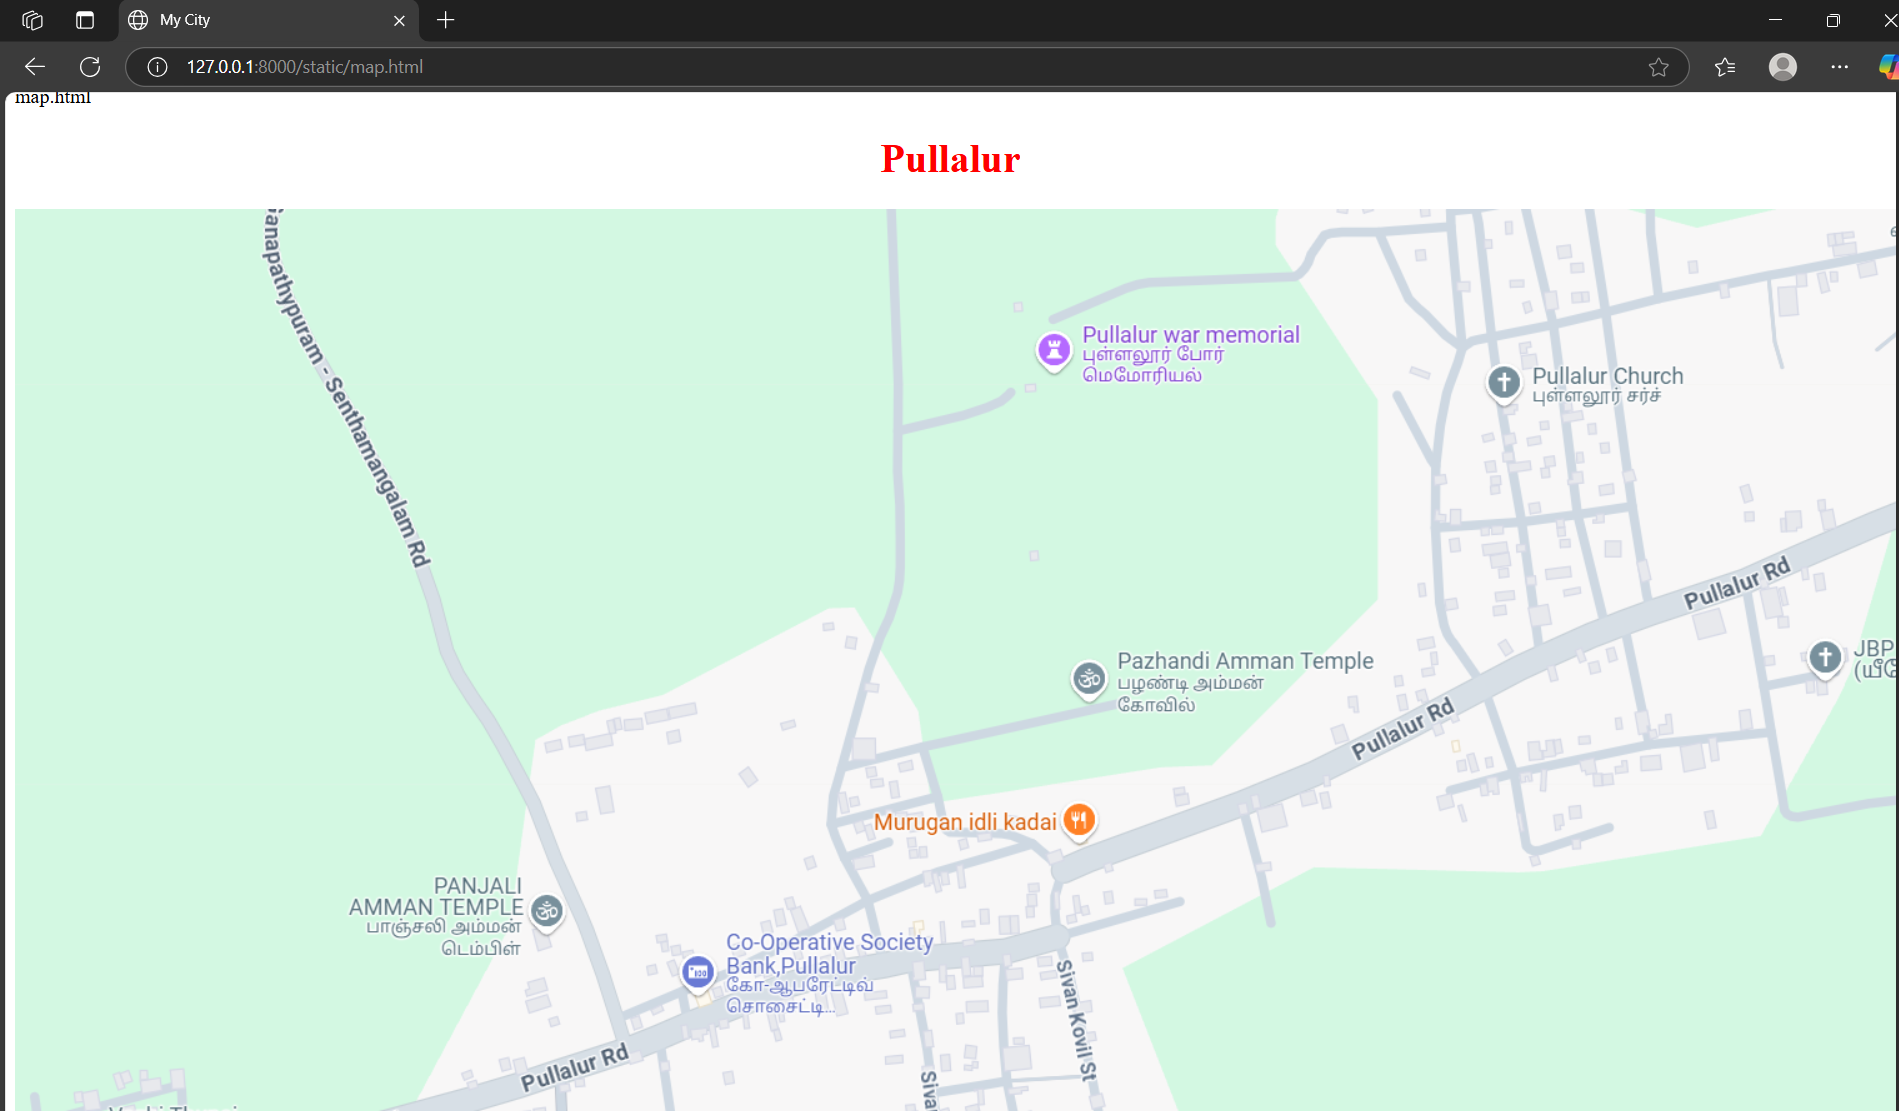 My City
127.0.0.1:8000/static/map.html
map.html
Pullalur
anapathypuram - Senthamangalam Rd
Pullalur war memorial
புள்ளலூர் போர்
மெமோரியல்
Pullalur Church
புள்ளலூர் சர்ச்
Pullalur Rd
JBP
Pazhandi Amman Temple
பழண்டி அம்மன்
கோவில்
Pullalur Rd
Murugan idli kadai
PANJALI
AMMAN TEMPLE
பாஞ்சலி அம்மன்
டெம்பிள்
Co-Operative Society
Bank,Pullalur
கோ-ஆபரேட்டிவ்
சொசைட்டி...
Sivan Kovil St
Pullalur Rd
Siva